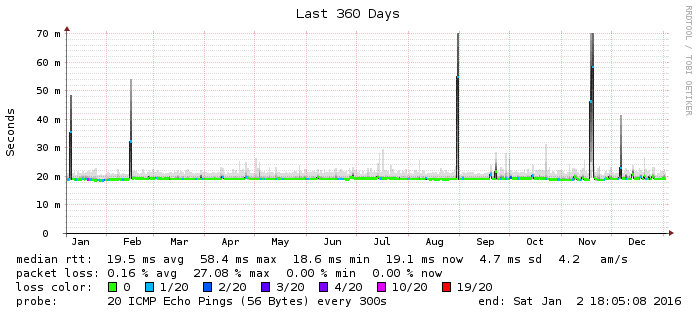 Last 360 Days
RRDTOOL / TOBI OETIKER
Seconds
70 m
60 m
50 m
40 m
30 m
20 m
10 m
0
Jan Feb Mar Apr May Jun Jul Aug Sep Oct Nov Dec
median rtt: 19.5 ms avg 58.4 ms max 18.6 ms min 19.1 ms now 4.7 ms sd 4.2 am/s
packet loss: 0.16 % avg 27.08 % max 0.00 % min 0.00 % now
loss color: 0 1/20 2/20 3/20 4/20 10/20 19/20
probe: 20 ICMP Echo Pings (56 Bytes) every 300s end: Sat Jan 2 18:05:08 2016